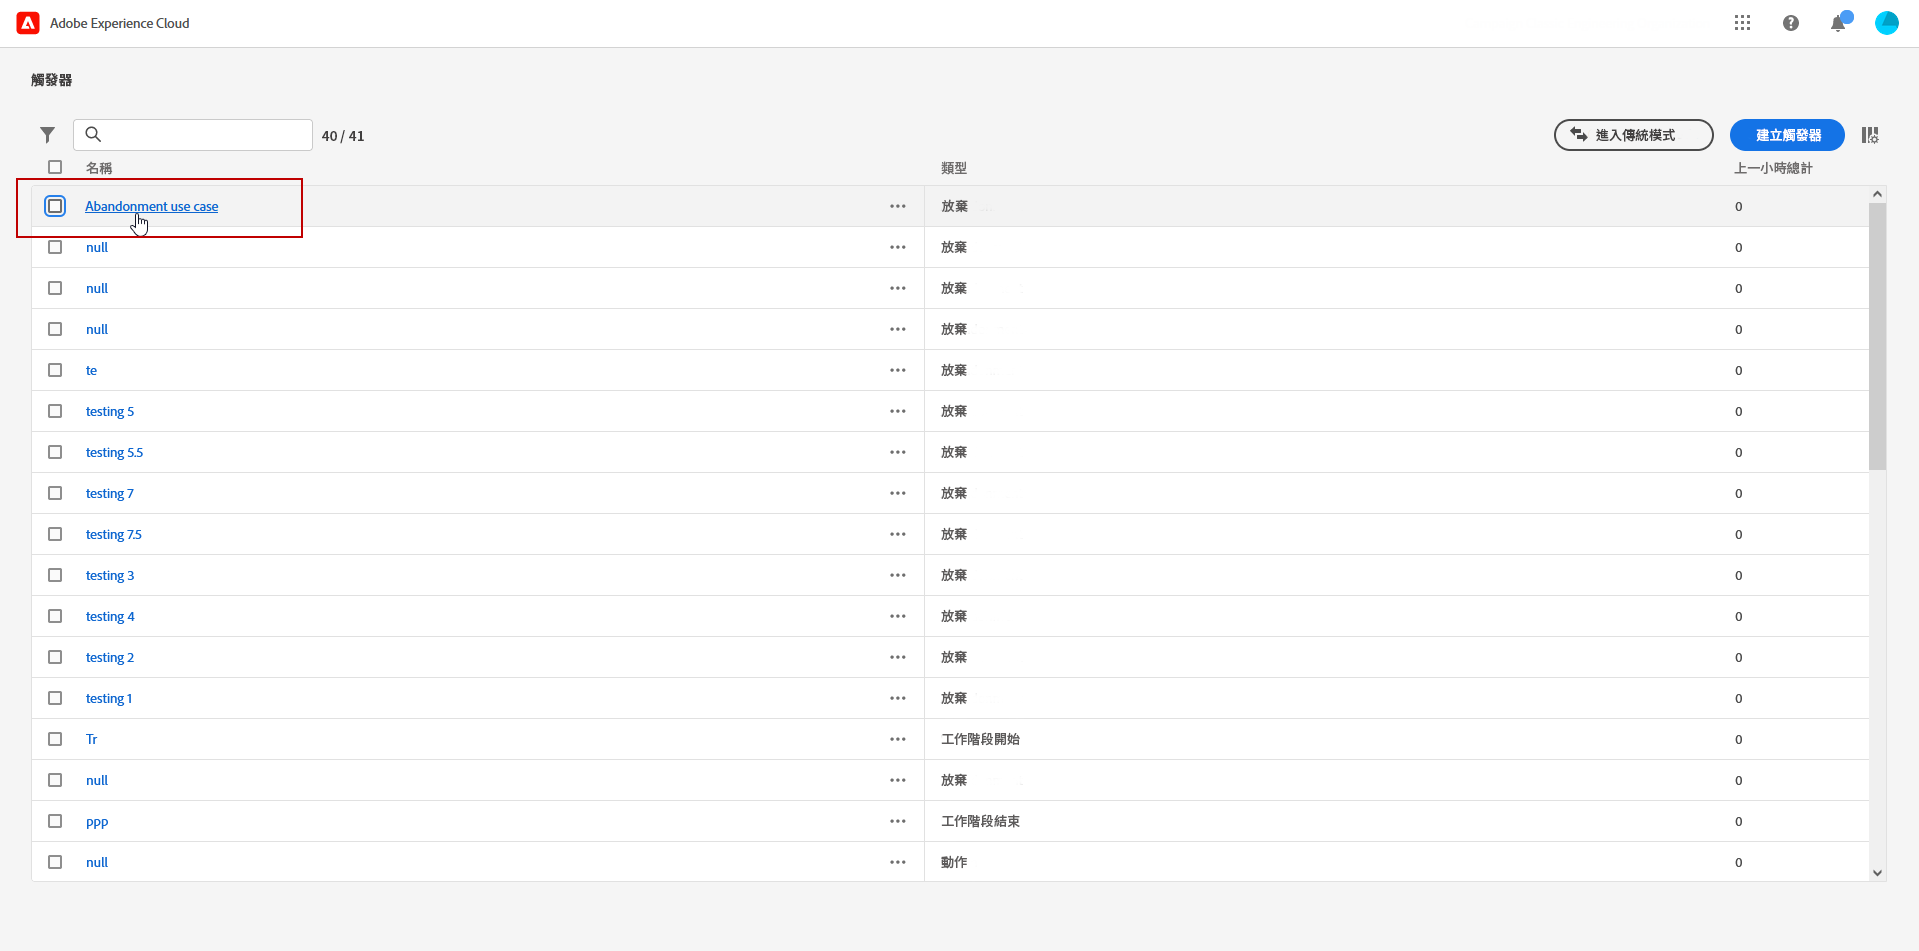 Adobe Experience Cloud
觸發器
40 / 41
進入傳統模式
建立觸發器
名稱 類型 上一小時總計
Abandonment use case 放棄 0
null 放棄 0
null 放棄 0
null 放棄 0
te 放棄 0
testing 5 放棄 0
testing 5.5 放棄 0
testing 7 放棄 0
testing 7.5 放棄 0
testing 3 放棄 0
testing 4 放棄 0
testing 2 放棄 0
testing 1 放棄 0
Tr 工作階段開始 0
null 放棄 0
ppp 工作階段結束 0
null 動作 0